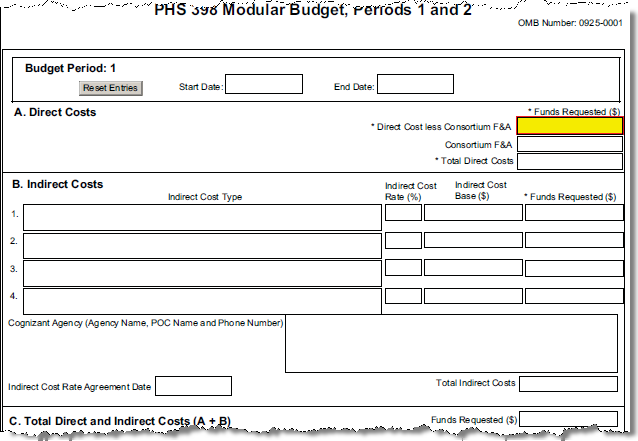 PHS 398 Modular Budget, Periods 1 and 2
OMB Number: 0925-0001
Budget Period: 1
Reset Entries Start Date: End Date:
A. Direct Costs * Funds Requested ($)
* Direct Cost less Consortium F&A
Consortium F&A
* Total Direct Costs
B. Indirect Costs
Indirect Cost Type Indirect Cost Rate (%) Indirect Cost Base ($) * Funds Requested ($)
1.
2.
3.
4.
Cognizant Agency (Agency Name, POC Name and Phone Number)
Indirect Cost Rate Agreement Date Total Indirect Costs
C. Total Direct and Indirect Costs (A + B) Funds Requested ($)